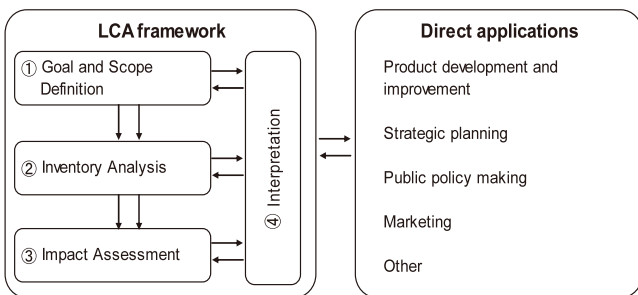 LCA framework
① Goal and Scope
Definition
② Inventory Analysis
③ Impact Assessment
④ Interpretation
Direct applications
Product development and
improvement
Strategic planning
Public policy making
Marketing
Other